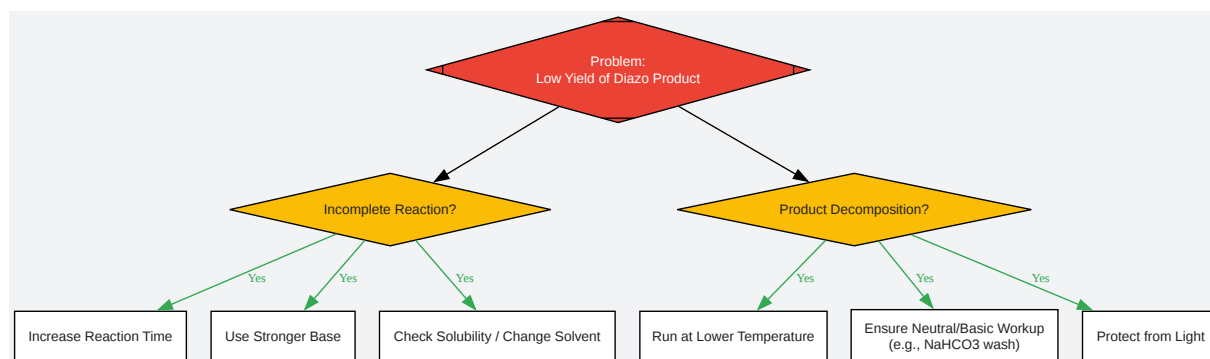 Problem:
Low Yield of Diazo Product
Incomplete Reaction?
Product Decomposition?
Yes
Yes
Yes
Yes
Yes
Yes
Increase Reaction Time
Use Stronger Base
Check Solubility / Change Solvent
Run at Lower Temperature
Ensure Neutral/Basic Workup
(e.g., NaHCO3 wash)
Protect from Light